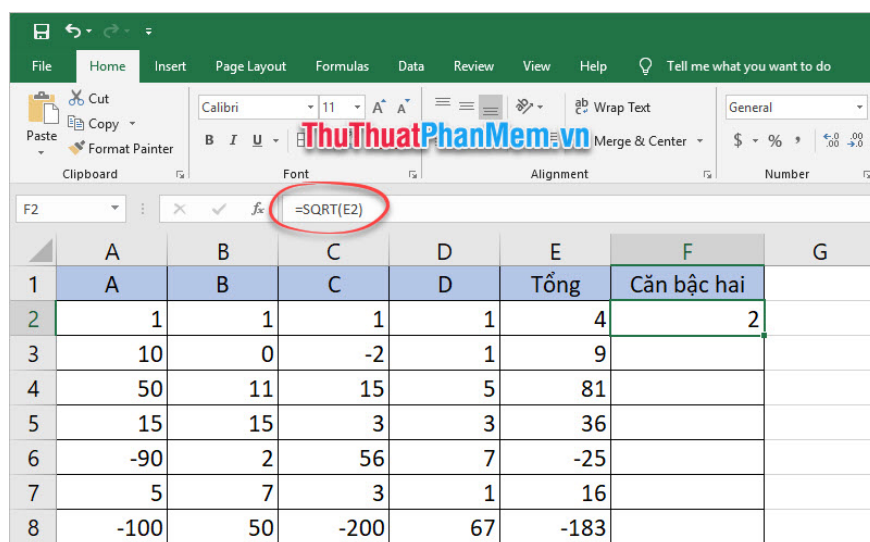 File Home Insert Page Layout Formulas Data Review View Help Tell me what you want to do
Cut
Copy
Format Painter
Paste
Calibri 11 A A ab Wrap Text General
B I U Merge & Center $ % , .00 .00
ThuThuatPhanMem.vn
Clipboard Font Alignment Number
F2 fx =SQRT(E2)
A B C D E F G
1 A B C D Tổng Căn bậc hai
2 1 1 1 1 4 2
3 10 0 -2 1 9
4 50 11 15 5 81
5 15 15 3 3 36
6 -90 2 56 7 -25
7 5 7 3 1 16
8 -100 50 -200 67 -183